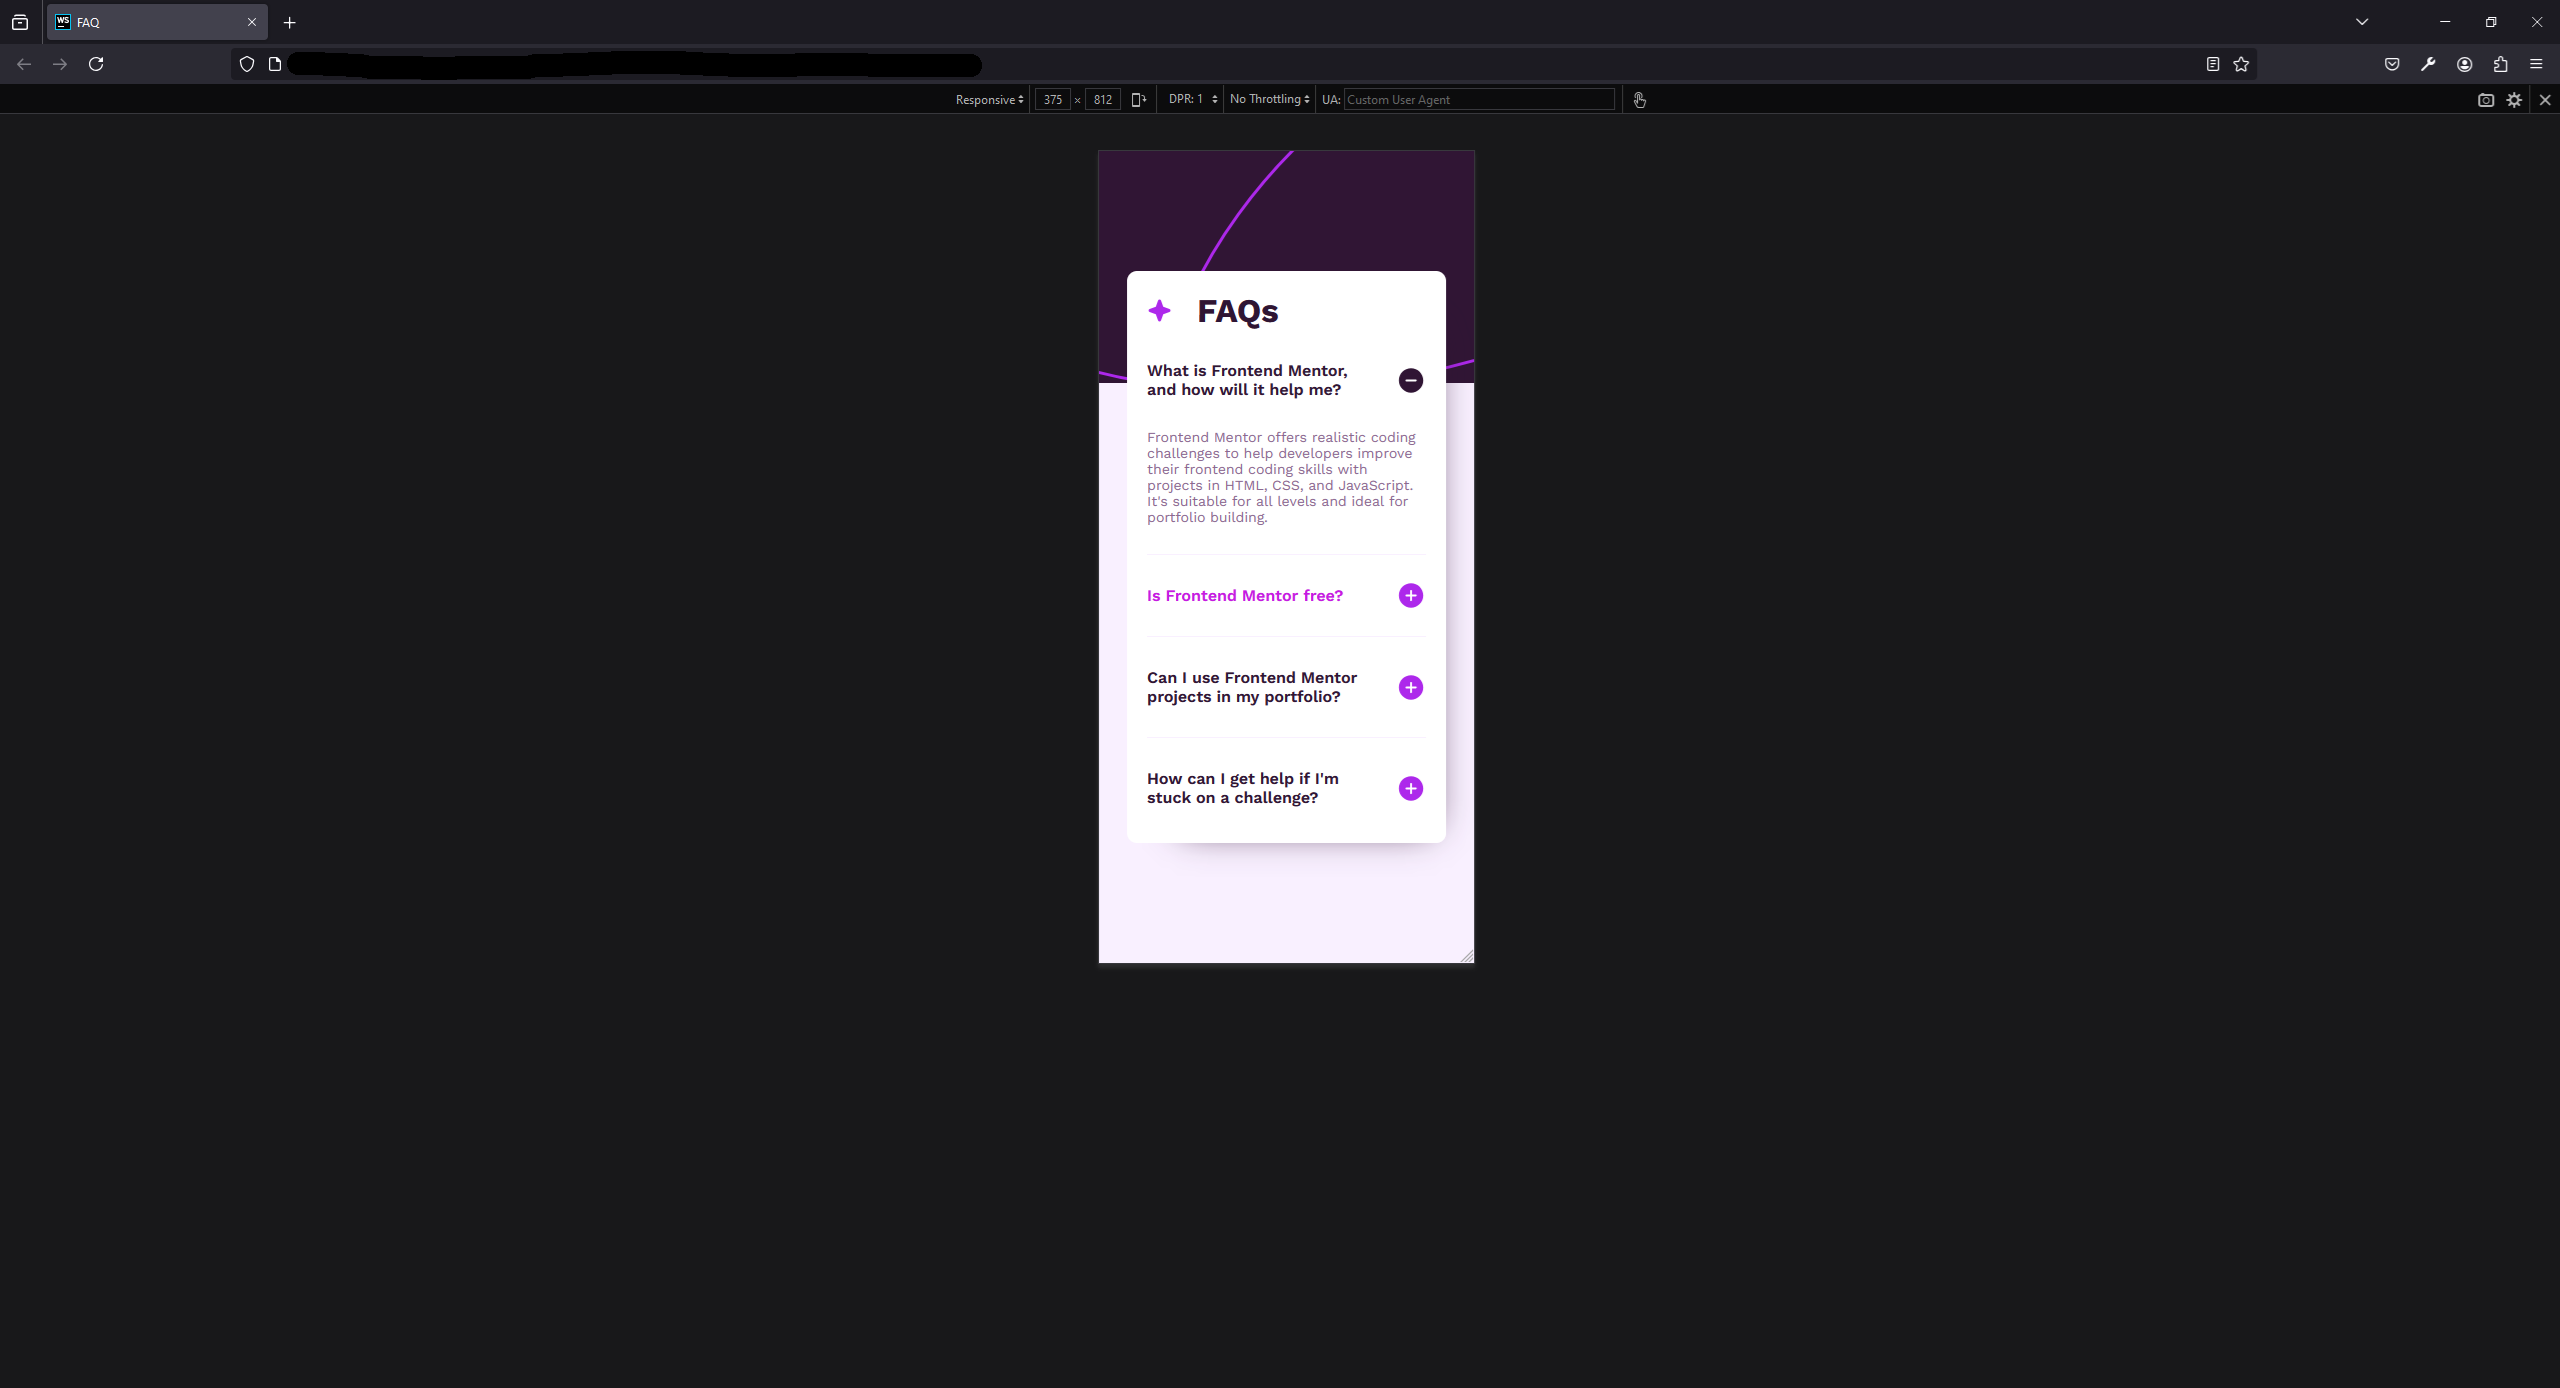 WS
FAQ
Responsive
375 × 812
DPR: 1
No Throttling
UA:
Custom User Agent
FAQs
What is Frontend Mentor,
and how will it help me?
Frontend Mentor offers realistic coding
challenges to help developers improve
their frontend coding skills with
projects in HTML, CSS, and JavaScript.
It's suitable for all levels and ideal for
portfolio building.
Is Frontend Mentor free?
Can I use Frontend Mentor
projects in my portfolio?
How can I get help if I'm
stuck on a challenge?